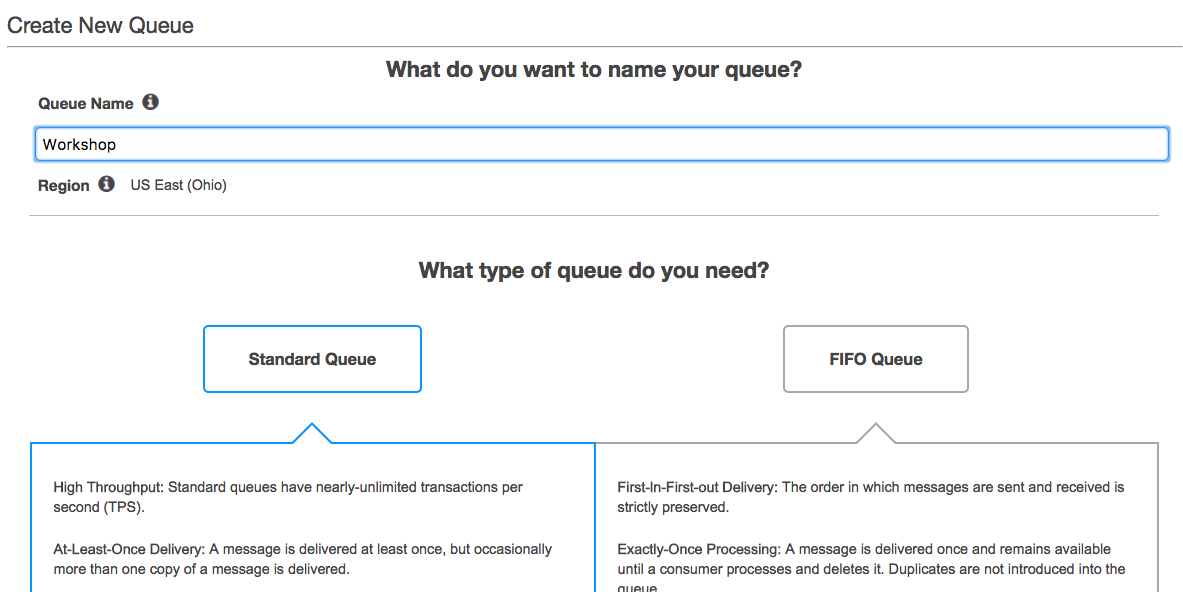 Create New Queue
What do you want to name your queue?
Queue Name
Workshop
Region US East (Ohio)
What type of queue do you need?
Standard Queue
FIFO Queue
High Throughput: Standard queues have nearly-unlimited transactions per
second (TPS).
At-Least-Once Delivery: A message is delivered at least once, but occasionally
more than one copy of a message is delivered.
First-In-First-out Delivery: The order in which messages are sent and received is
strictly preserved.
Exactly-Once Processing: A message is delivered once and remains available
until a consumer processes and deletes it. Duplicates are not introduced into the
queue.